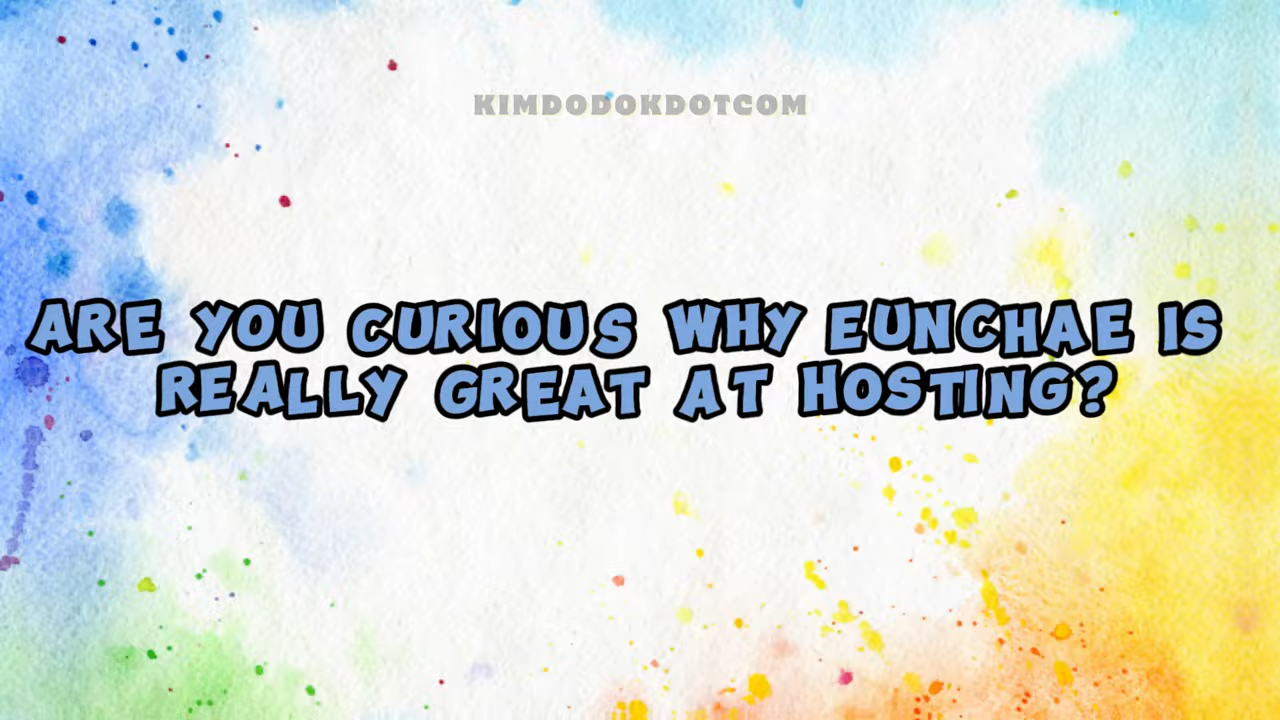 KIMDODOKDOTCOM
ARE YOU CURIOUS WHY EUNCHAE IS
REALLY GREAT AT HOSTING?